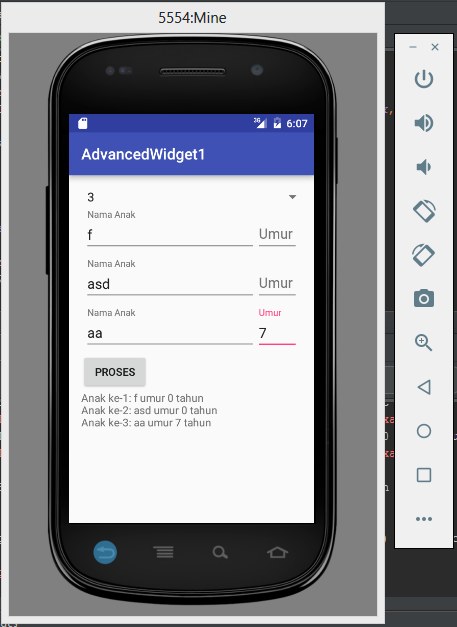 5554:Mine
3G 6:07
AdvancedWidget1
3
Nama Anak
f Umur
Nama Anak
asd Umur
Nama Anak Umur
aa 7
PROSES
Anak ke-1: f umur 0 tahun
Anak ke-2: asd umur 0 tahun
Anak ke-3: aa umur 7 tahun